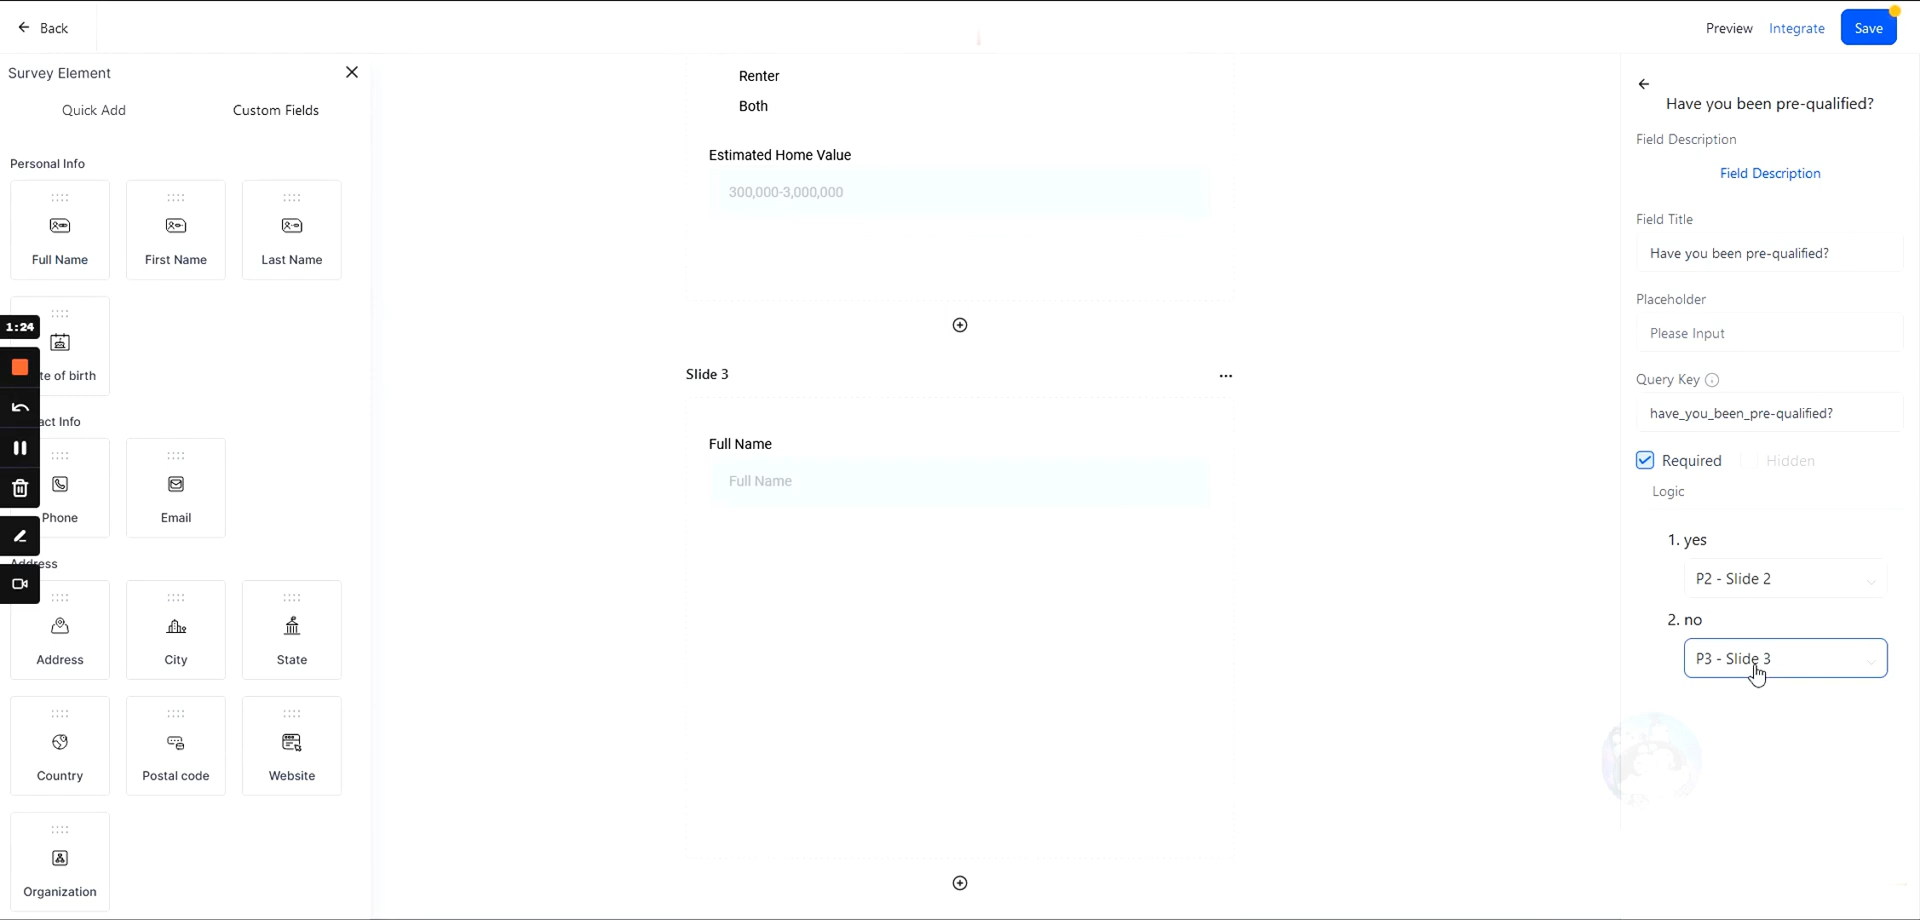 Back
Preview
Integrate
Save
Survey Element
Quick Add
Custom Fields
Personal Info
Full Name
First Name
Last Name
te of birth
act Info
Phone
Email
Address
Address
City
State
Country
Postal code
Website
Organization
1:24
Renter
Both
Estimated Home Value
300,000-3,000,000
Slide 3
...
Full Name
Full Name
Have you been pre-qualified?
Field Description
Field Description
Field Title
Have you been pre-qualified?
Placeholder
Please Input
Query Key
have_you_been_pre-qualified?
Required
Hidden
Logic
1. yes
P2 - Slide 2
2. no
P3 - Slide 3